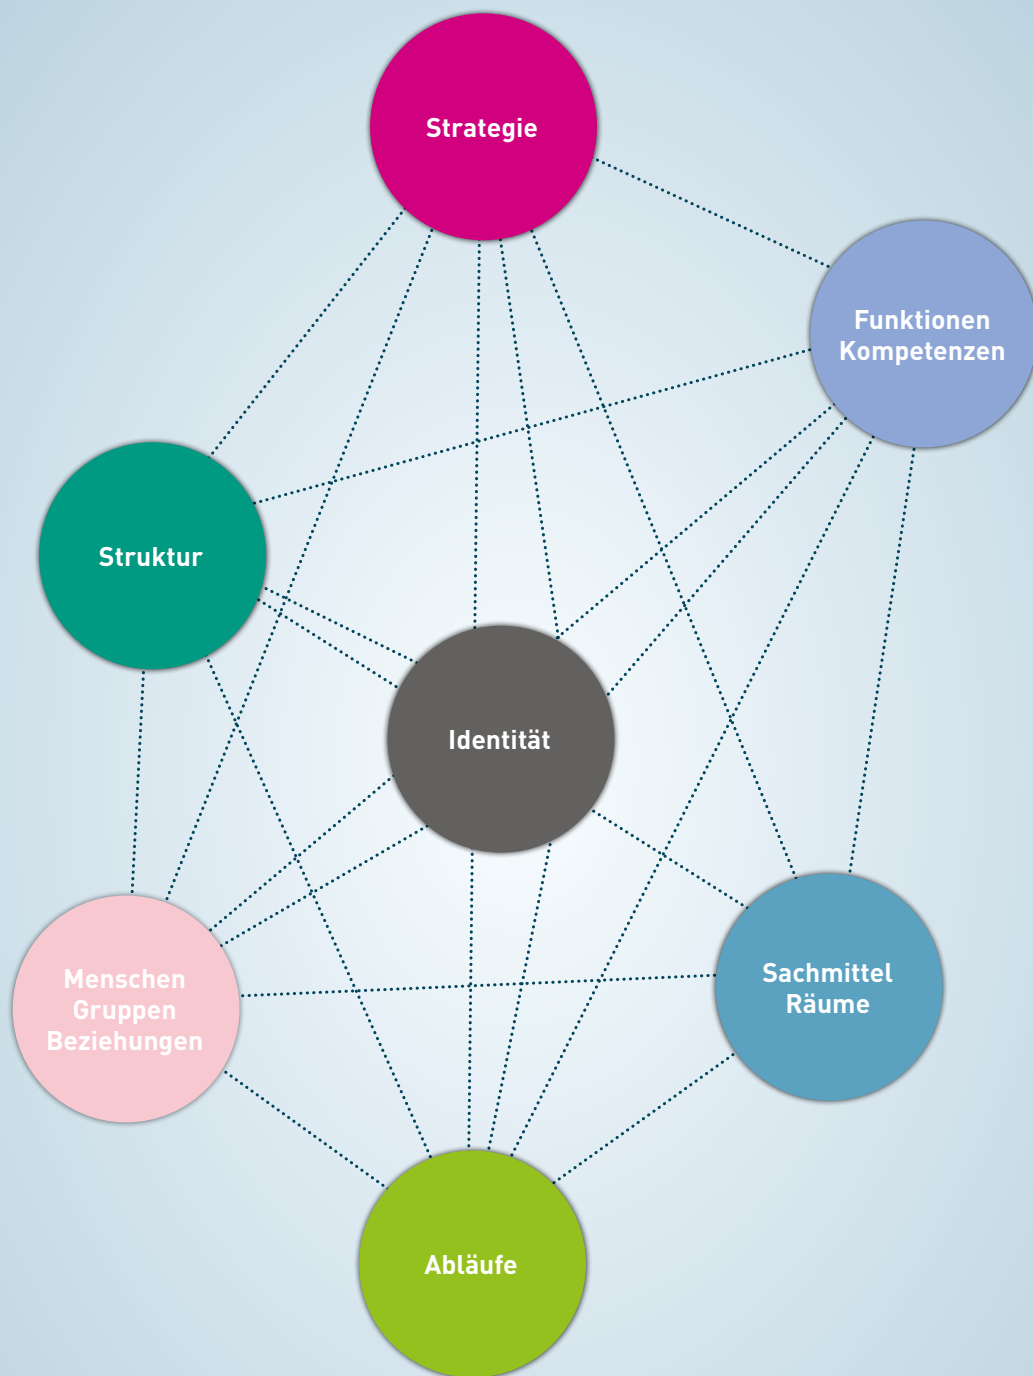 Strategie
Funktionen
Kompetenzen
Struktur
Identität
Menschen
Gruppen
Beziehungen
Sachmittel
Räume
Abläufe